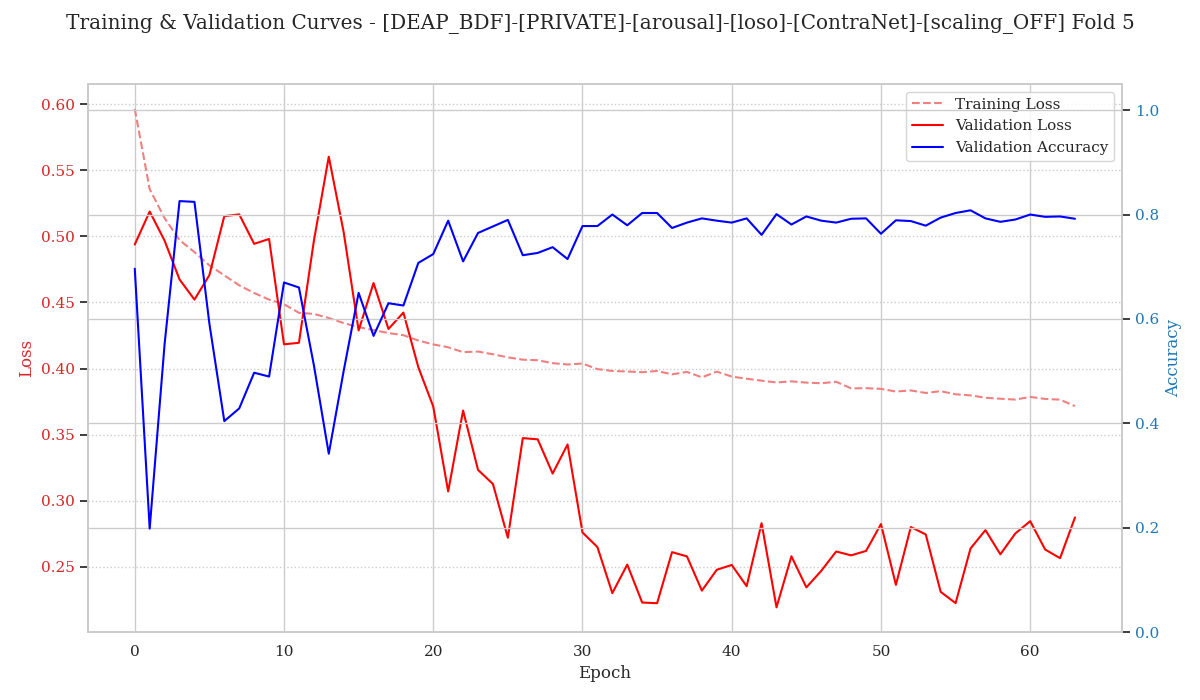 Training & Validation Curves - [DEAP_BDF]-[PRIVATE]-[arousal]-[loso]-[ContraNet]-[scaling_OFF] Fold 5
Training Loss
Validation Loss
Validation Accuracy
0.60
0.55
0.50
0.45
0.40
0.35
0.30
0.25
Loss
1.0
0.8
0.6
0.4
0.2
0.0
Accuracy
0 10 20 30 40 50 60
Epoch